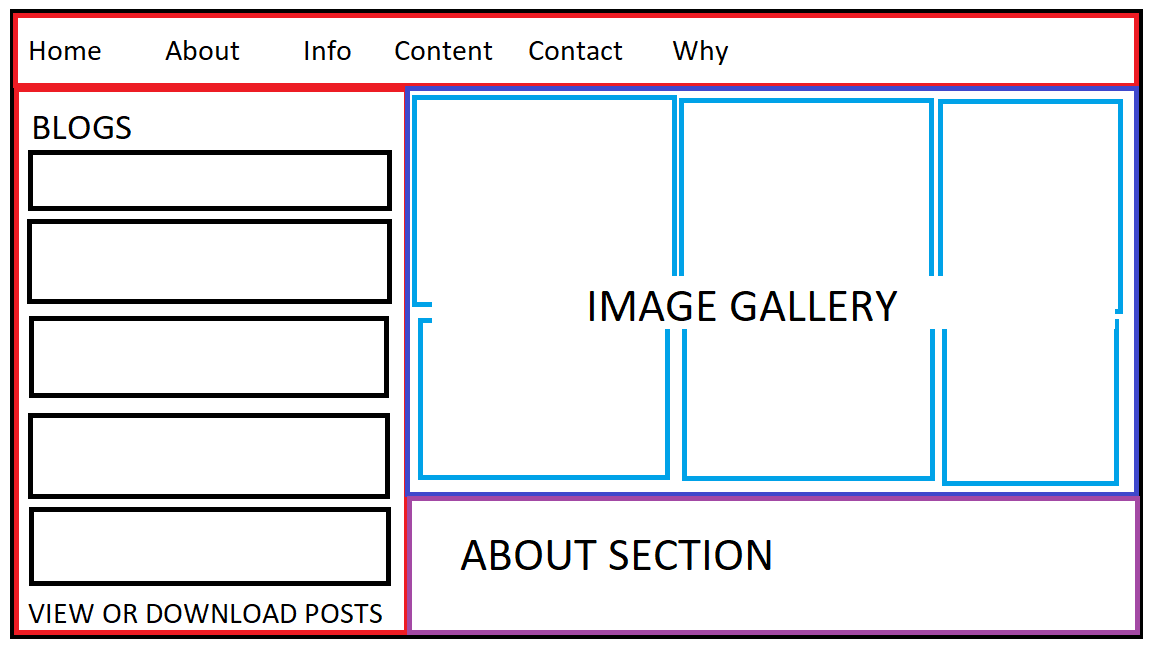 Home About Info Content Contact Why
BLOGS
VIEW OR DOWNLOAD POSTS
IMAGE GALLERY
ABOUT SECTION